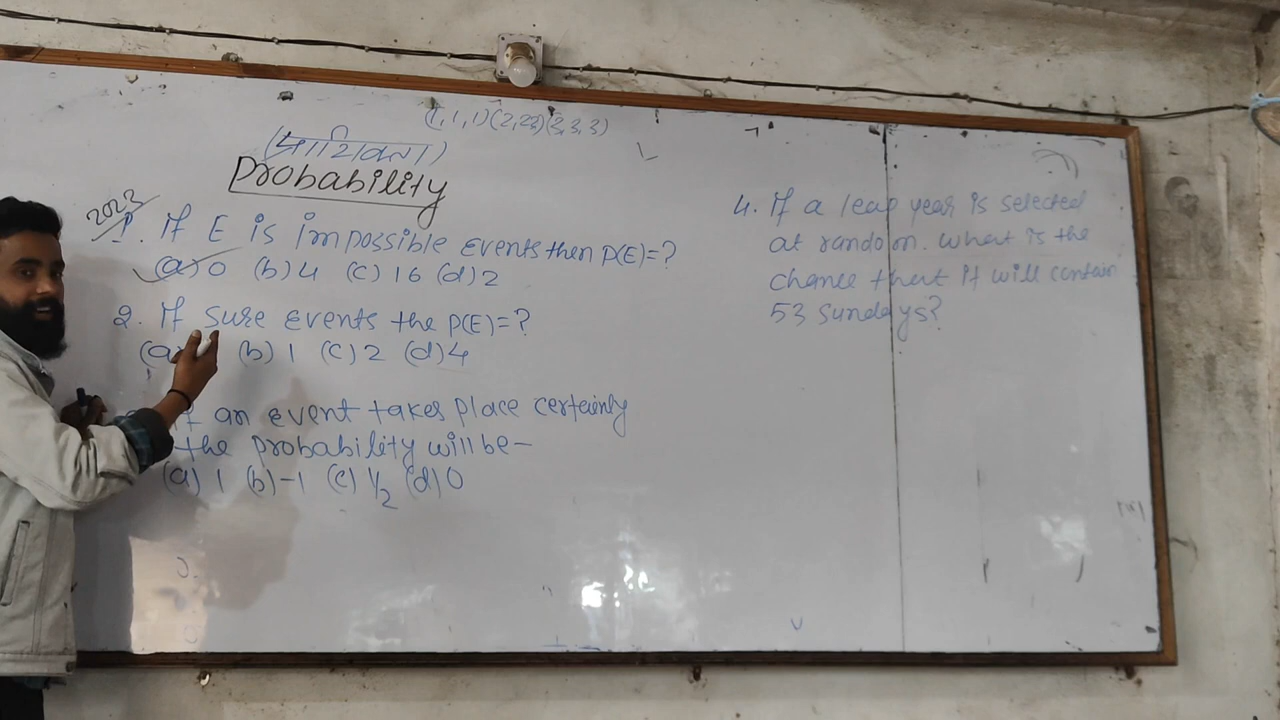 (1,1,1)(2,2,2)(3,3,3)
(प्रायिकता)
Probability
2023
1. If E is impossible events then P(E)=?
(a) 0 (b) 4 (c) 16 (d) 2
2. If sure events the P(E)=?
(a) (b) 1 (c) 2 (d) 4
If an event takes place certainly
the probability will be-
(a) 1 (b) -1 (c) 1/2 (d) 0
4. If a leap year is selected
at random. what is the
chance that it will contain
53 sundays?